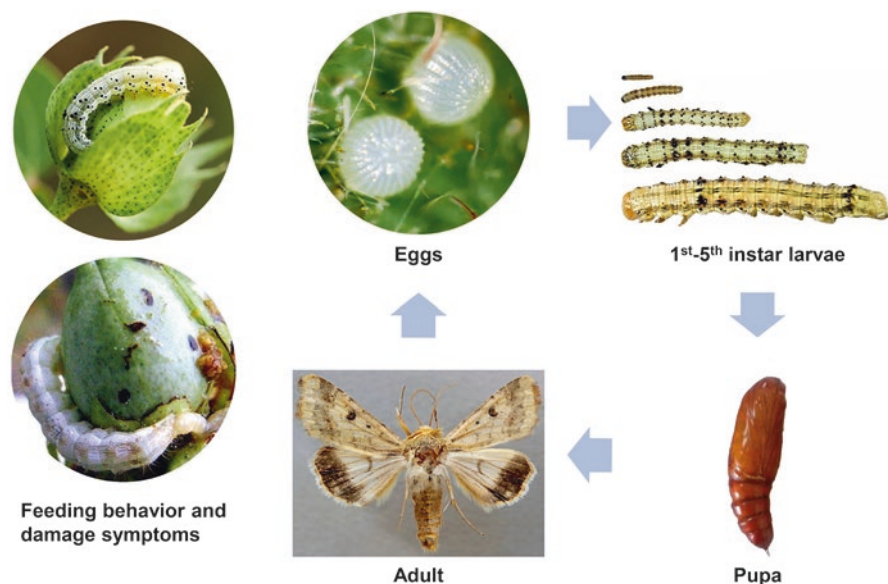 Eggs
1st-5th instar larvae
Feeding behavior and
damage symptoms
Adult
Pupa